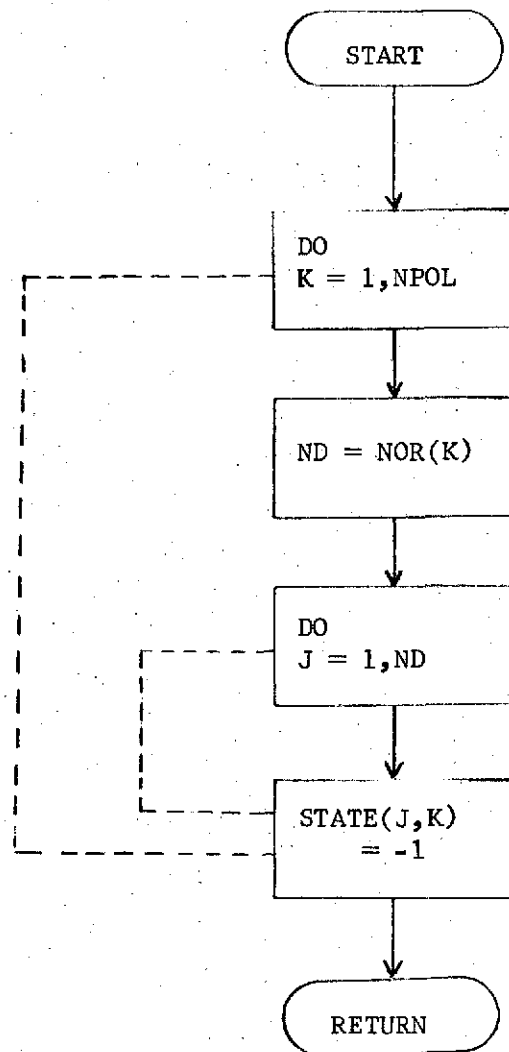 START
DO
K = 1,NPOL
ND = NOR(K)
DO
J = 1,ND
STATE(J,K)
= -1
RETURN